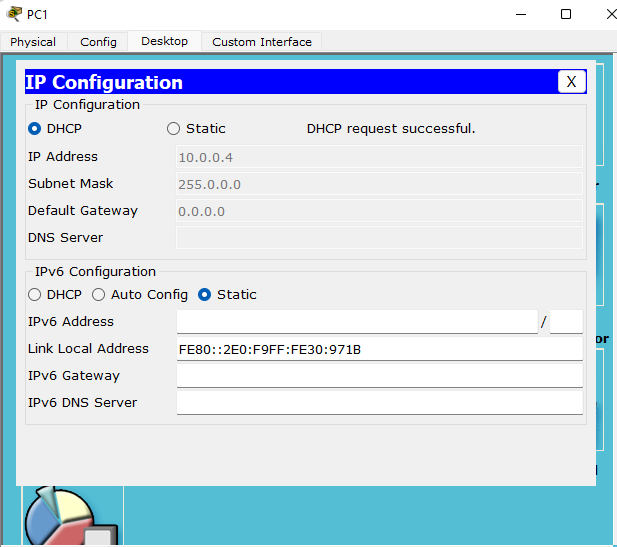 PC1
Physical Config Desktop Custom Interface
IP Configuration X
IP Configuration
DHCP Static DHCP request successful.
IP Address 10.0.0.4
Subnet Mask 255.0.0.0
Default Gateway 0.0.0.0
DNS Server
IPv6 Configuration
DHCP Auto Config Static
IPv6 Address /
Link Local Address FE80::2E0:F9FF:FE30:971B
IPv6 Gateway
IPv6 DNS Server
or